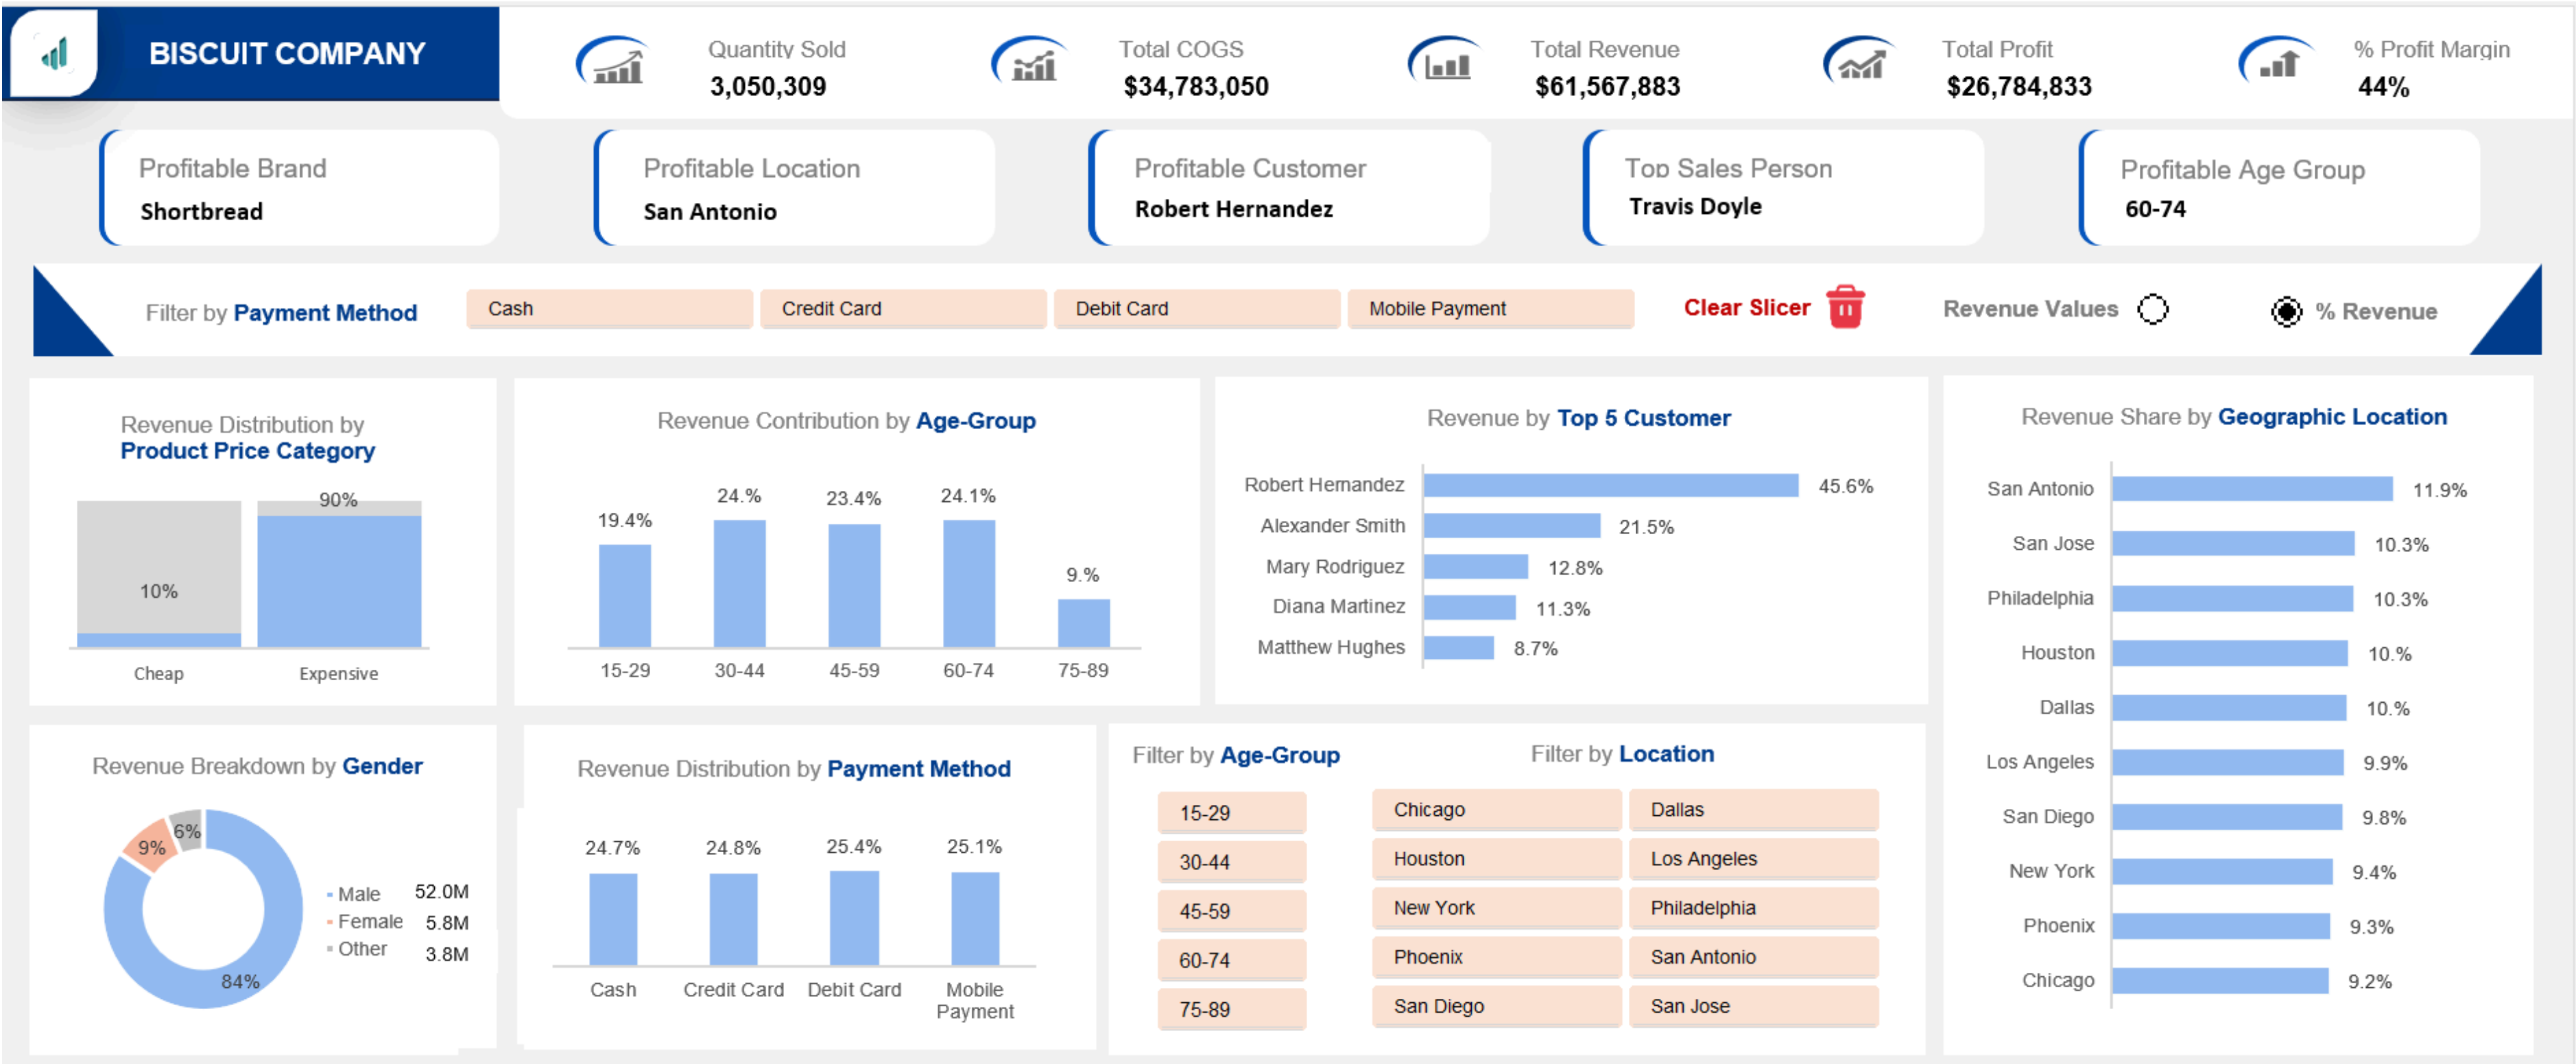 BISCUIT COMPANY
Quantity Sold
3,050,309
Total COGS
$34,783,050
Total Revenue
$61,567,883
Total Profit
$26,784,833
% Profit Margin
44%
Profitable Brand
Shortbread
Profitable Location
San Antonio
Profitable Customer
Robert Hernandez
Top Sales Person
Travis Doyle
Profitable Age Group
60-74
Filter by Payment Method
Cash
Credit Card
Debit Card
Mobile Payment
Clear Slicer
Revenue Values
% Revenue
Revenue Distribution by
Product Price Category
90%
10%
Cheap
Expensive
Revenue Contribution by Age-Group
19.4%
24.%
23.4%
24.1%
9.%
15-29
30-44
45-59
60-74
75-89
Revenue by Top 5 Customer
Robert Hernandez
45.6%
Alexander Smith
21.5%
Mary Rodriguez
12.8%
Diana Martinez
11.3%
Matthew Hughes
8.7%
Revenue Share by Geographic Location
San Antonio
11.9%
San Jose
10.3%
Philadelphia
10.3%
Houston
10.%
Dallas
10.%
Los Angeles
9.9%
San Diego
9.8%
New York
9.4%
Phoenix
9.3%
Chicago
9.2%
Revenue Breakdown by Gender
6%
9%
84%
Male 52.0M
Female 5.8M
Other 3.8M
Revenue Distribution by Payment Method
24.7%
24.8%
25.4%
25.1%
Cash
Credit Card
Debit Card
Mobile
Payment
Filter by Age-Group
15-29
30-44
45-59
60-74
75-89
Filter by Location
Chicago
Dallas
Houston
Los Angeles
New York
Philadelphia
Phoenix
San Antonio
San Diego
San Jose